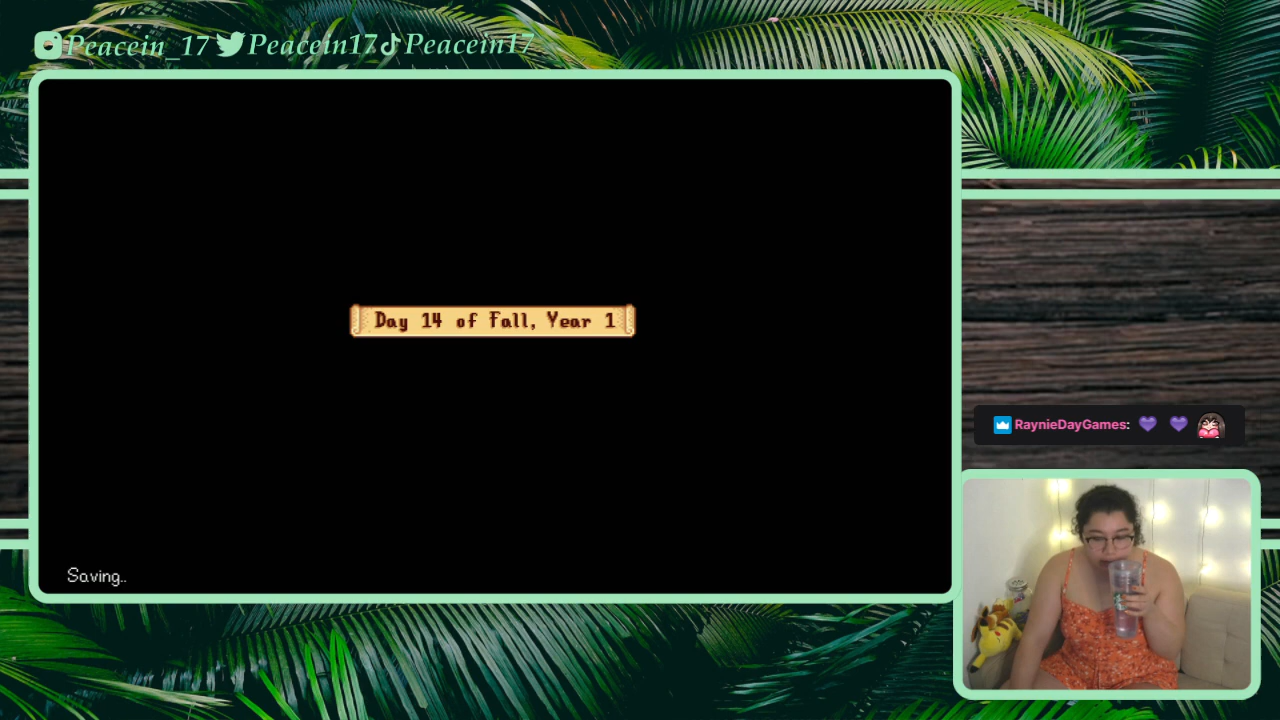 Peacein_17 Peacein17 Peacein17
Day 14 of Fall, Year 1
RaynieDayGames:
Saving..